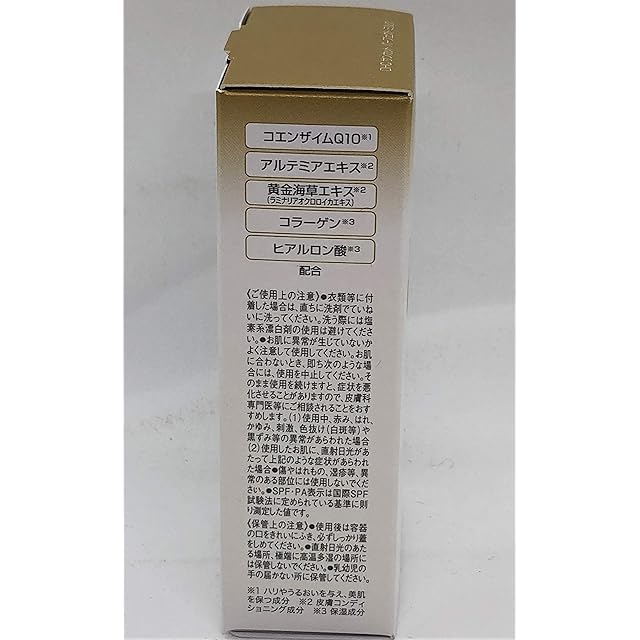 コエンザイムQ10※1
アルテミアエキス※2
黄金海草エキス※2
(ラミナリアオクロロイカエキス)
コラーゲン※3
ヒアルロン酸※3
配合
〈ご使用上の注意〉●衣類等に付
着した場合は、直ちに洗剤でていね
いに洗ってください。洗う際には塩
素系漂白剤の使用は避けてくださ
い。●お肌に異常が生じていないか
よく注意して使用してください。お肌
に合わないとき、即ち次のような場
合には、使用を中止してください。そ
のまま使用を続けますと、症状を悪
化させることがありますので、皮膚科
専門医等にご相談されることをおす
すめします。(1)使用中、赤み、はれ、
かゆみ、刺激、色抜け(白斑等)や
黒ずみ等の異常があらわれた場合
(2)使用したお肌に、直射日光があ
たって上記のような症状があらわれ
た場合●傷やはれもの、湿疹等、異
常のある部位には使用しないでくだ
さい。●SPF・PA表示は国際SPF
試験法に定められている基準に則
り測定した値です。
〈保管上の注意〉●使用後は容器
の口をきれいにふき、必ずしっかり蓋
をしめてください。●直射日光のあた
る場所、極端に高温多湿の場所に
は保管しないでください。●乳幼児の
手の届かない所に保管してください。
※1 ハリやうるおいを与え、美肌
を保つ成分 ※2 皮膚コンディ
ショニング成分 ※3 保湿成分